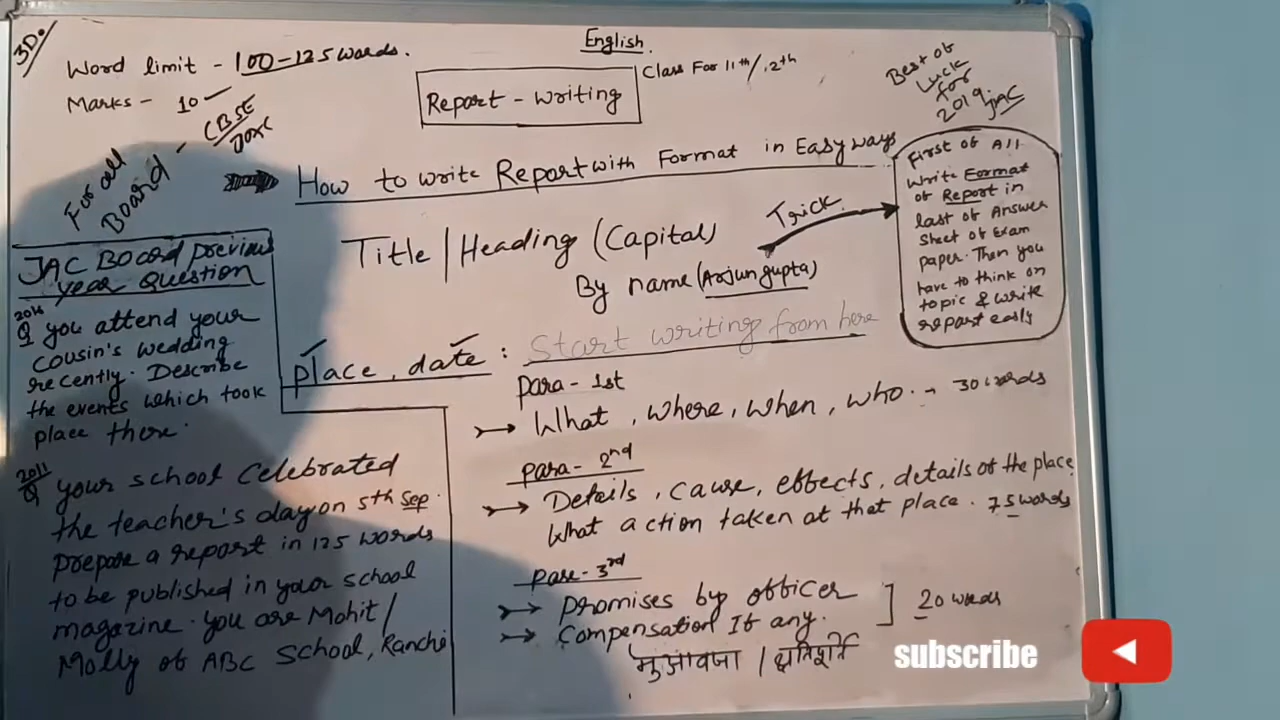 3D.
English.
Word limit - 100-125 words.
Marks - 10
Report - Writing
Class For 11th/12th
Best of
Luck
For
2019
JAC
For all
Board -
CBSE
How to write Report with Format in Easy ways
Title/Heading (Capital)
Trick.
By name (Arjun gupta)
First of All
Write Format
of Report in
last of Answer
Sheet of Exam
paper. Then you
have to think on
topic & write
report easily
JAC Board previous
year Question
2016
Q you attend your
cousin's wedding
recently. Describe
the events which took
place there.
2011
Q your school celebrated
the teacher's day on 5th Sep.
prepare a report in 125 words
to be published in your school
magazine. you are Mohit/
Molly of ABC School, Ranchi
place, date : Start writing from here
para - 1st
What, where, when, who. - 30 words
para - 2nd
Details, cause, effects, details of the place,
What action taken at that place. 75 words
pare - 3rd
promises by officer
Compensation If any.
] 20 words
मुआवजा / क्षतिपूर्ति
subscribe